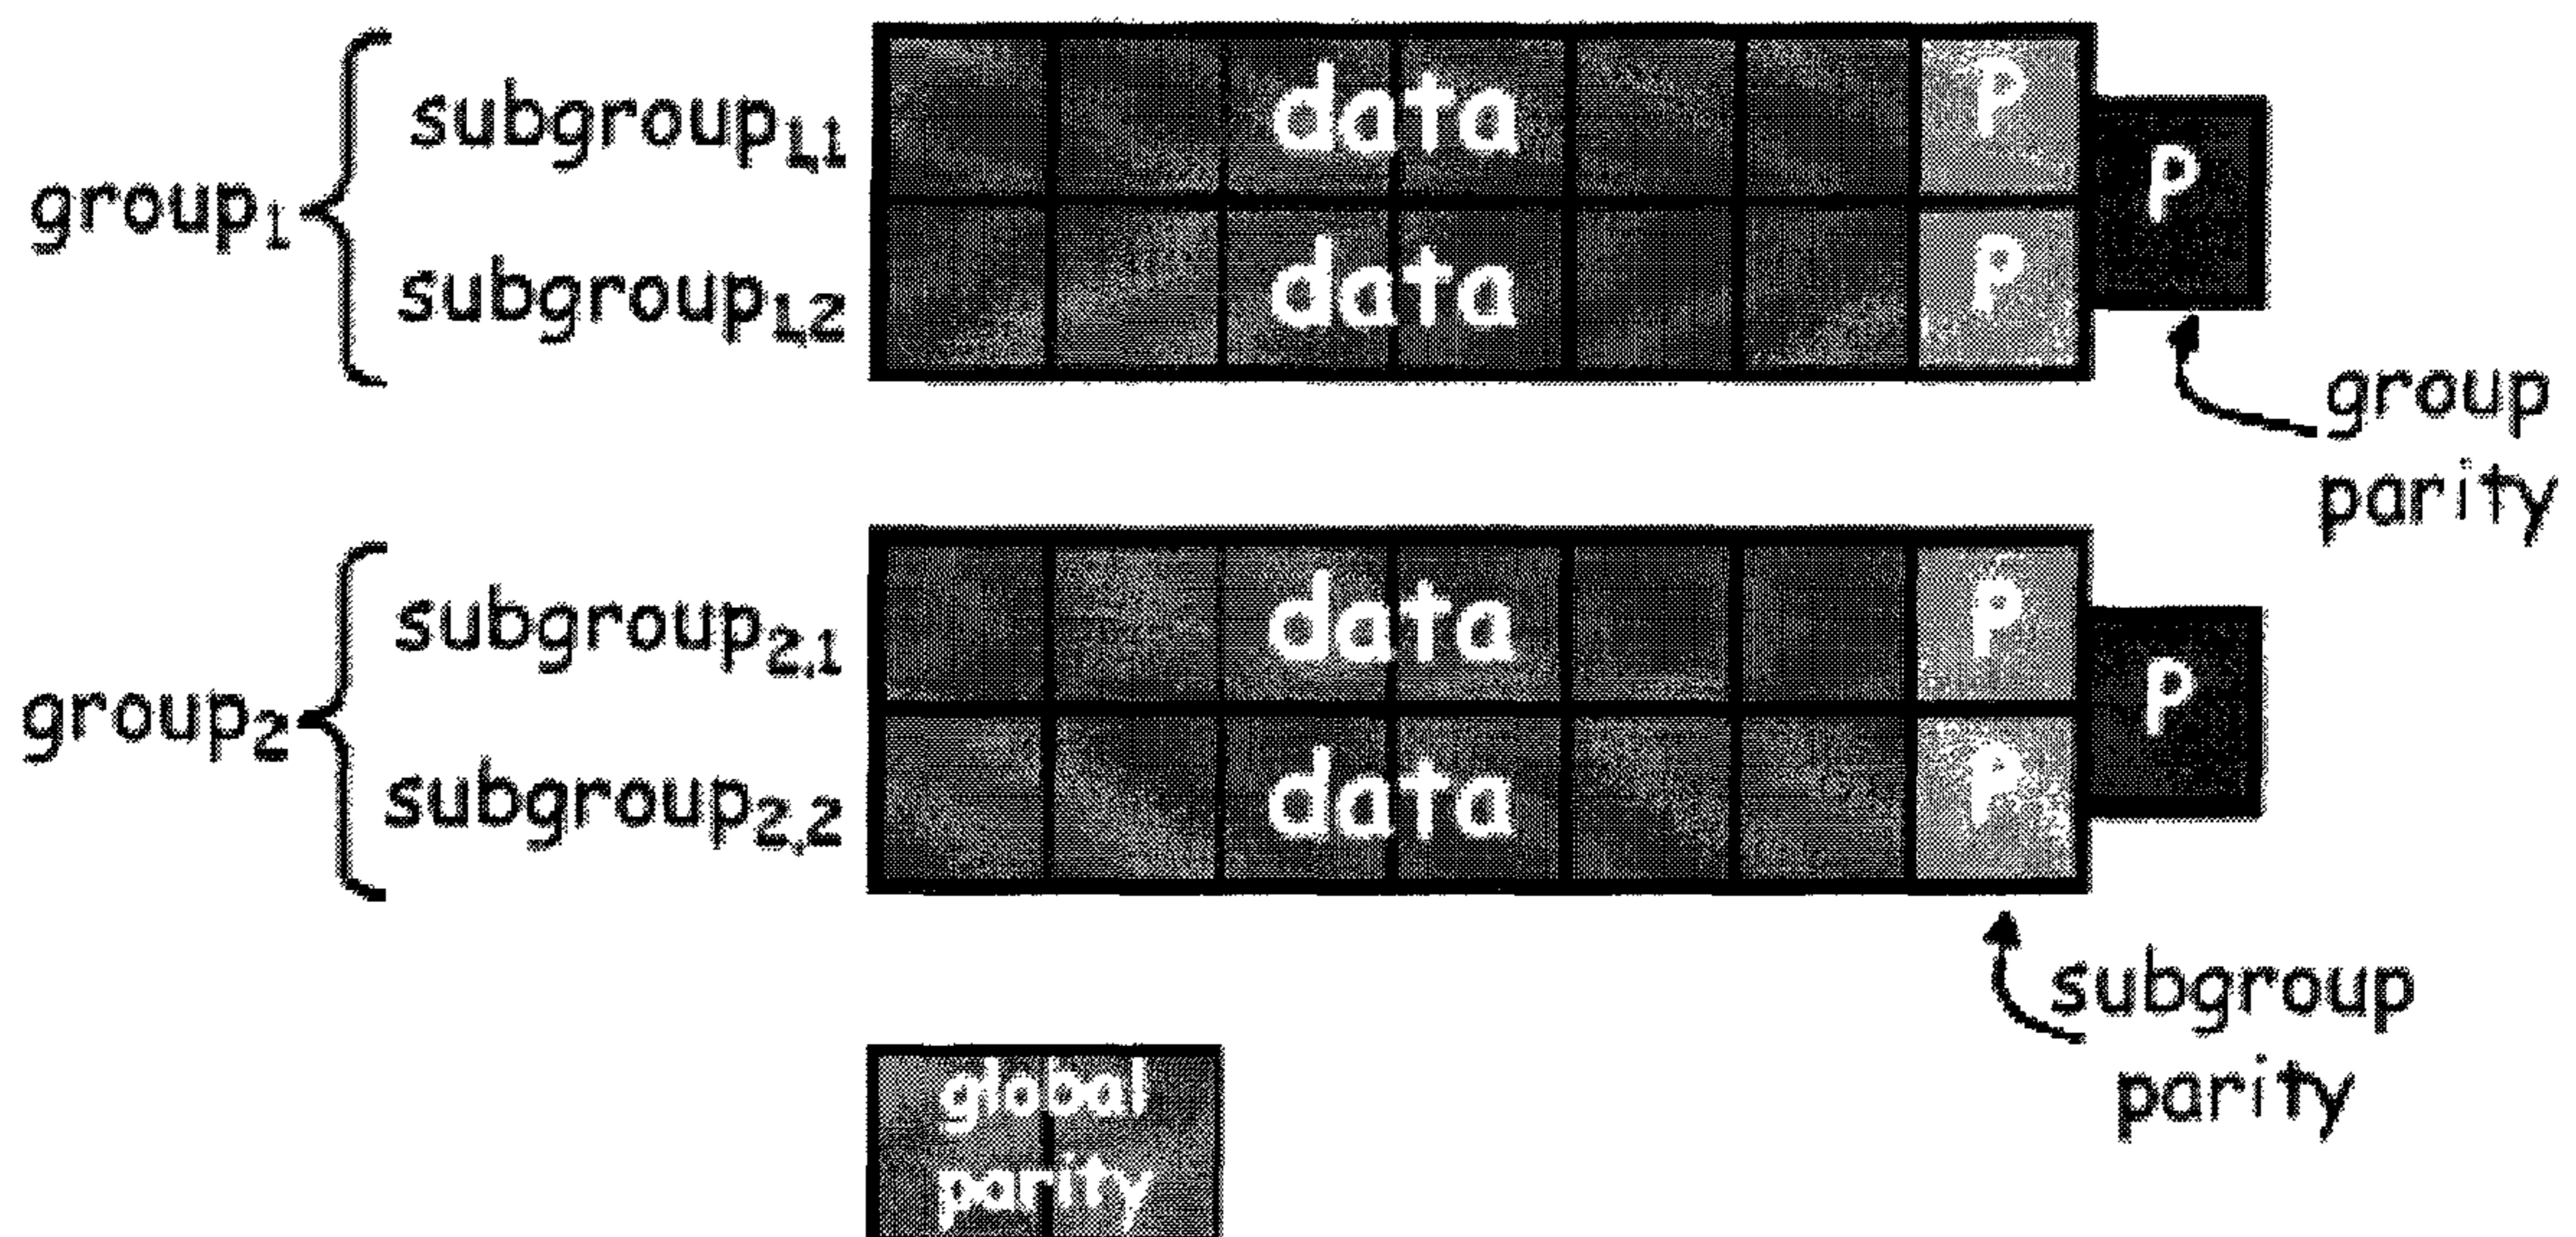 group₁
subgroup₁,₁ data P
subgroup₁,₂ data P
P
group
parity
group₂
subgroup₂,₁ data P
subgroup₂,₂ data P
P
subgroup
parity
global
parity